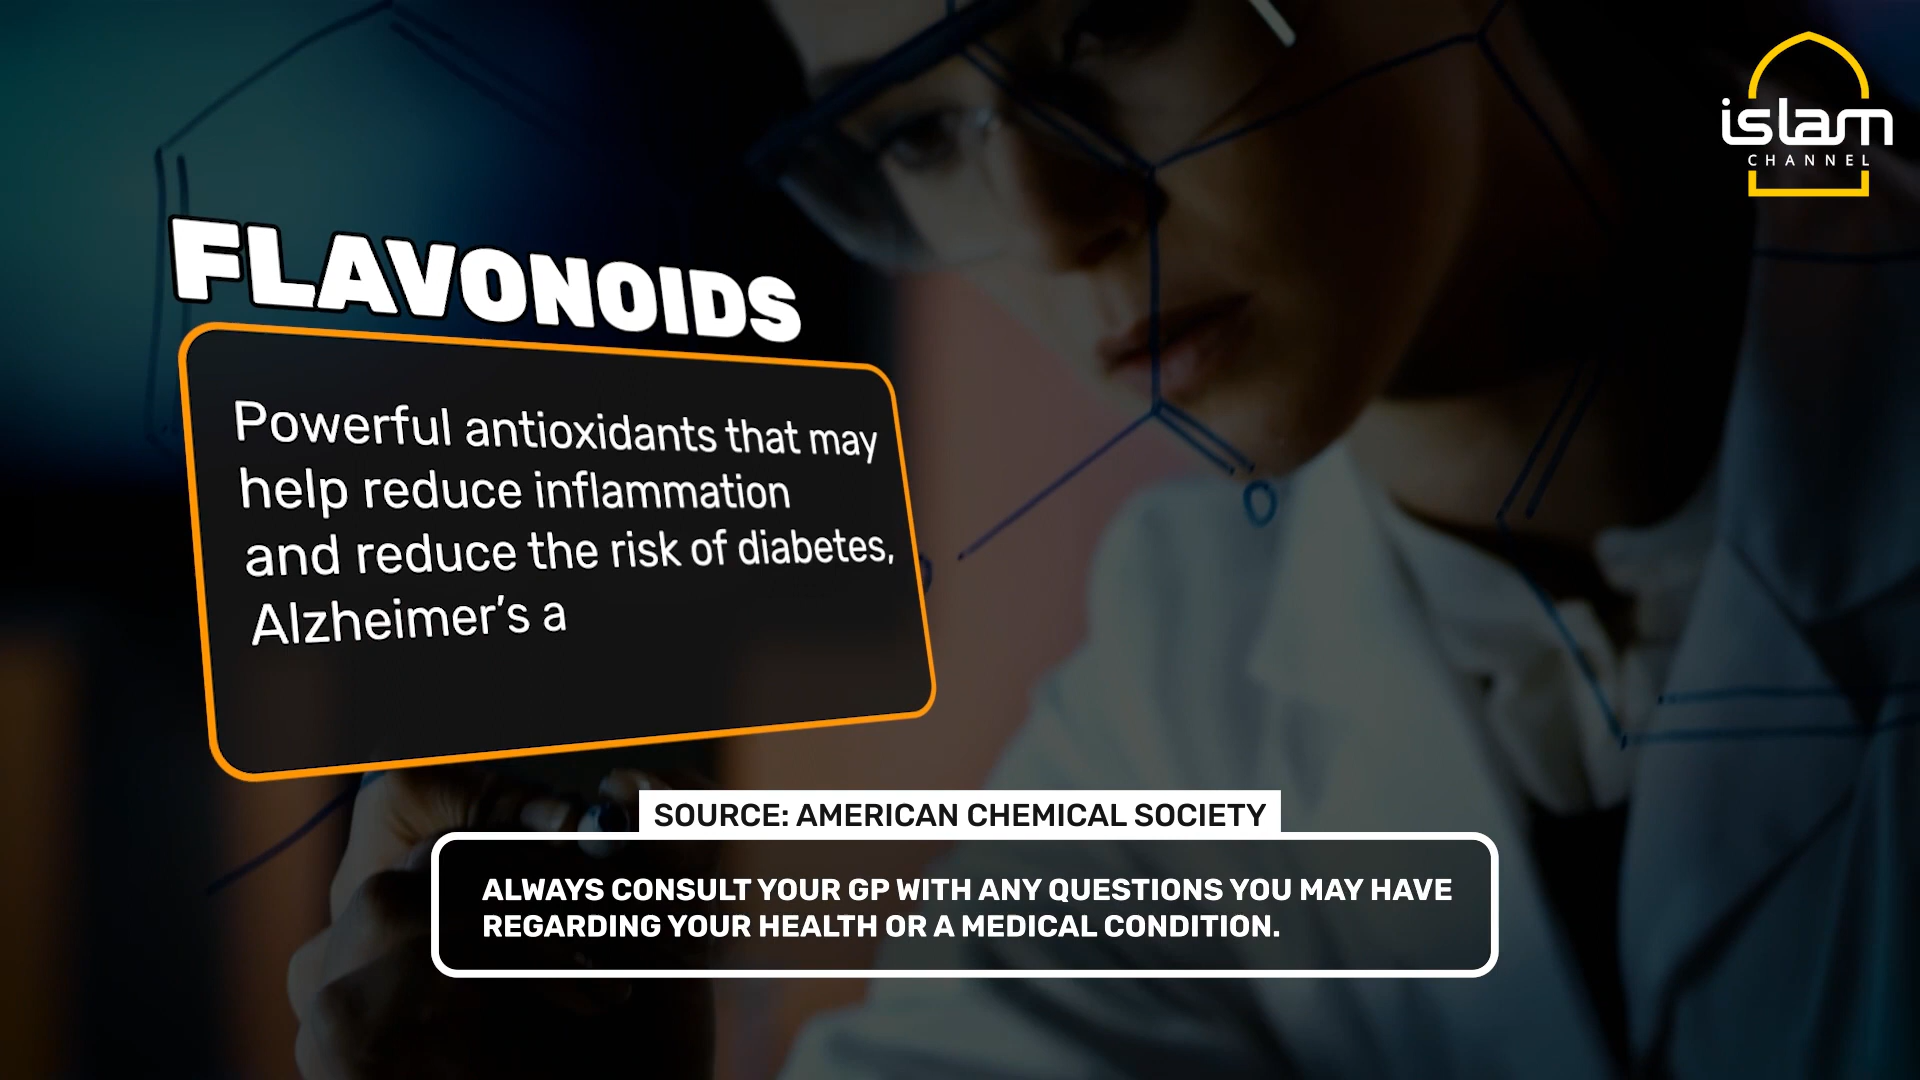 islam
CHANNEL
FLAVONOIDS
Powerful antioxidants that may
help reduce inflammation
and reduce the risk of diabetes,
Alzheimer’s a
O
SOURCE: AMERICAN CHEMICAL SOCIETY
ALWAYS CONSULT YOUR GP WITH ANY QUESTIONS YOU MAY HAVE
REGARDING YOUR HEALTH OR A MEDICAL CONDITION.